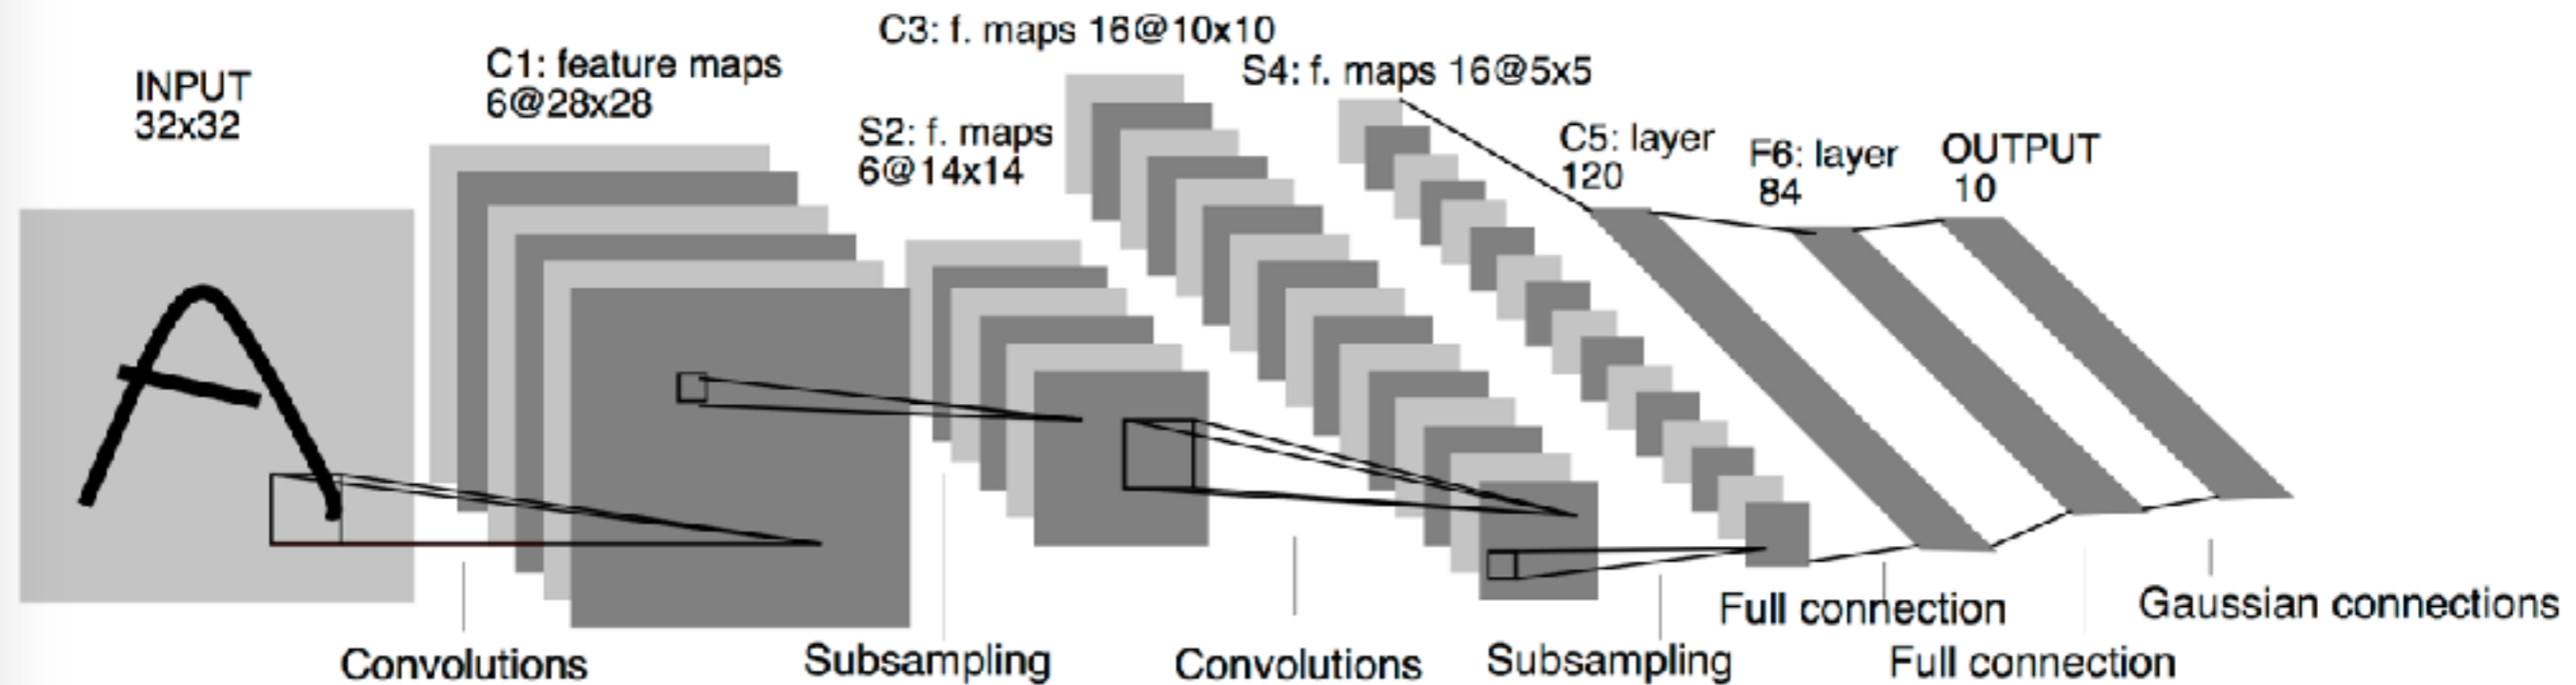 INPUT
32x32
C1: feature maps
6@28x28
S2: f. maps
6@14x14
C3: f. maps 16@10x10
S4: f. maps 16@5x5
C5: layer
120
F6: layer
84
OUTPUT
10
A
Convolutions
Subsampling
Convolutions
Subsampling
Full connection
Full connection
Gaussian connections